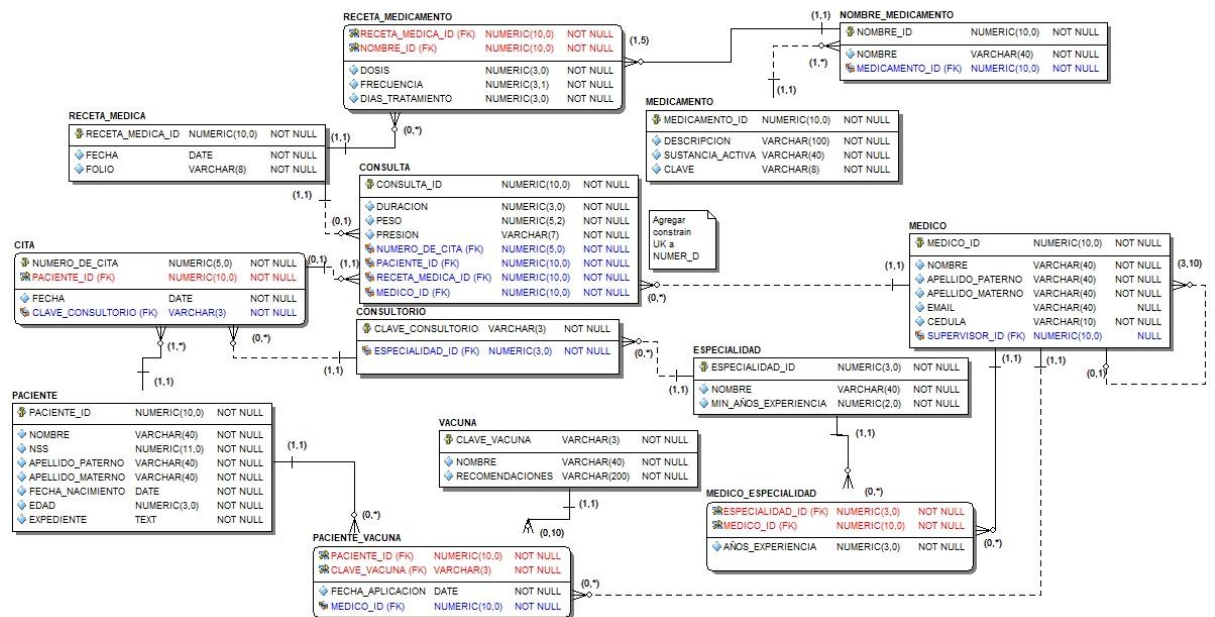 RECETA_MEDICAMENTO
RECETA_MEDICA_ID (FK) NUMERIC(10,0) NOT NULL
NOMBRE_ID (FK) NUMERIC(10,0) NOT NULL
DOSIS NUMERIC(3,0) NOT NULL
FRECUENCIA NUMERIC(3,1) NOT NULL
DIAS_TRATAMIENTO NUMERIC(3,0) NOT NULL
(1,5)
(1,1)
NOMBRE_MEDICAMENTO
NOMBRE_ID NUMERIC(10,0) NOT NULL
NOMBRE VARCHAR(40) NOT NULL
MEDICAMENTO_ID (FK) NUMERIC(10,0) NOT NULL
(1,*)
(1,1)
MEDICAMENTO
MEDICAMENTO_ID NUMERIC(10,0) NOT NULL
DESCRIPCION VARCHAR(100) NOT NULL
SUSTANCIA_ACTIVA VARCHAR(40) NOT NULL
CLAVE VARCHAR(8) NOT NULL
RECETA_MEDICA
RECETA_MEDICA_ID NUMERIC(10,0) NOT NULL
FECHA DATE NOT NULL
FOLIO VARCHAR(8) NOT NULL
(1,1)
(0,*)
(1,1)
(0,1)
CONSULTA
CONSULTA_ID NUMERIC(10,0) NOT NULL
DURACION NUMERIC(3,0) NOT NULL
PESO NUMERIC(5,2) NOT NULL
PRESION VARCHAR(7) NOT NULL
NUMERO_DE_CITA (FK) NUMERIC(5,0) NOT NULL
PACIENTE_ID (FK) NUMERIC(10,0) NOT NULL
RECETA_MEDICA_ID (FK) NUMERIC(10,0) NOT NULL
MEDICO_ID (FK) NUMERIC(10,0) NOT NULL
Agregar
constrain
UK a
NUMER_D
(0,*)
(1,1)
MEDICO
MEDICO_ID NUMERIC(10,0) NOT NULL
NOMBRE VARCHAR(40) NOT NULL
APELLIDO_PATERNO VARCHAR(40) NOT NULL
APELLIDO_MATERNO VARCHAR(40) NOT NULL
EMAIL VARCHAR(40) NOT NULL
CEDULA VARCHAR(10) NOT NULL
SUPERVISOR_ID (FK) NUMERIC(10,0) NULL
(3,10)
(1,1)
(1,1)
(0,1)
CITA
NUMERO_DE_CITA NUMERIC(5,0) NOT NULL
PACIENTE_ID (FK) NUMERIC(10,0) NOT NULL
FECHA DATE NOT NULL
CLAVE_CONSULTORIO (FK) VARCHAR(3) NOT NULL
(0,1)
(1,1)
(1,*)
(0,*)
(1,1)
CONSULTORIO
CLAVE_CONSULTORIO VARCHAR(3) NOT NULL
ESPECIALIDAD_ID (FK) NUMERIC(3,0) NOT NULL
(1,1)
(0,*)
(1,1)
ESPECIALIDAD
ESPECIALIDAD_ID NUMERIC(3,0) NOT NULL
NOMBRE VARCHAR(40) NOT NULL
MIN_AÑOS_EXPERIENCIA NUMERIC(2,0) NOT NULL
(1,1)
(0,*)
PACIENTE
PACIENTE_ID NUMERIC(10,0) NOT NULL
NOMBRE VARCHAR(40) NOT NULL
NSS NUMERIC(11,0) NOT NULL
APELLIDO_PATERNO VARCHAR(40) NOT NULL
APELLIDO_MATERNO VARCHAR(40) NOT NULL
FECHA_NACIMIENTO DATE NOT NULL
EDAD NUMERIC(3,0) NOT NULL
EXPEDIENTE TEXT NOT NULL
(1,1)
(0,*)
VACUNA
CLAVE_VACUNA VARCHAR(3) NOT NULL
NOMBRE VARCHAR(40) NOT NULL
RECOMENDACIONES VARCHAR(200) NOT NULL
(1,1)
(0,10)
MEDICO_ESPECIALIDAD
ESPECIALIDAD_ID (FK) NUMERIC(3,0) NOT NULL
MEDICO_ID (FK) NUMERIC(10,0) NOT NULL
AÑOS_EXPERIENCIA NUMERIC(3,0) NOT NULL
(0,*)
PACIENTE_VACUNA
PACIENTE_ID (FK) NUMERIC(10,0) NOT NULL
CLAVE_VACUNA (FK) VARCHAR(3) NOT NULL
FECHA_APLICACION DATE NOT NULL
MEDICO_ID (FK) NUMERIC(10,0) NOT NULL
(0,*)